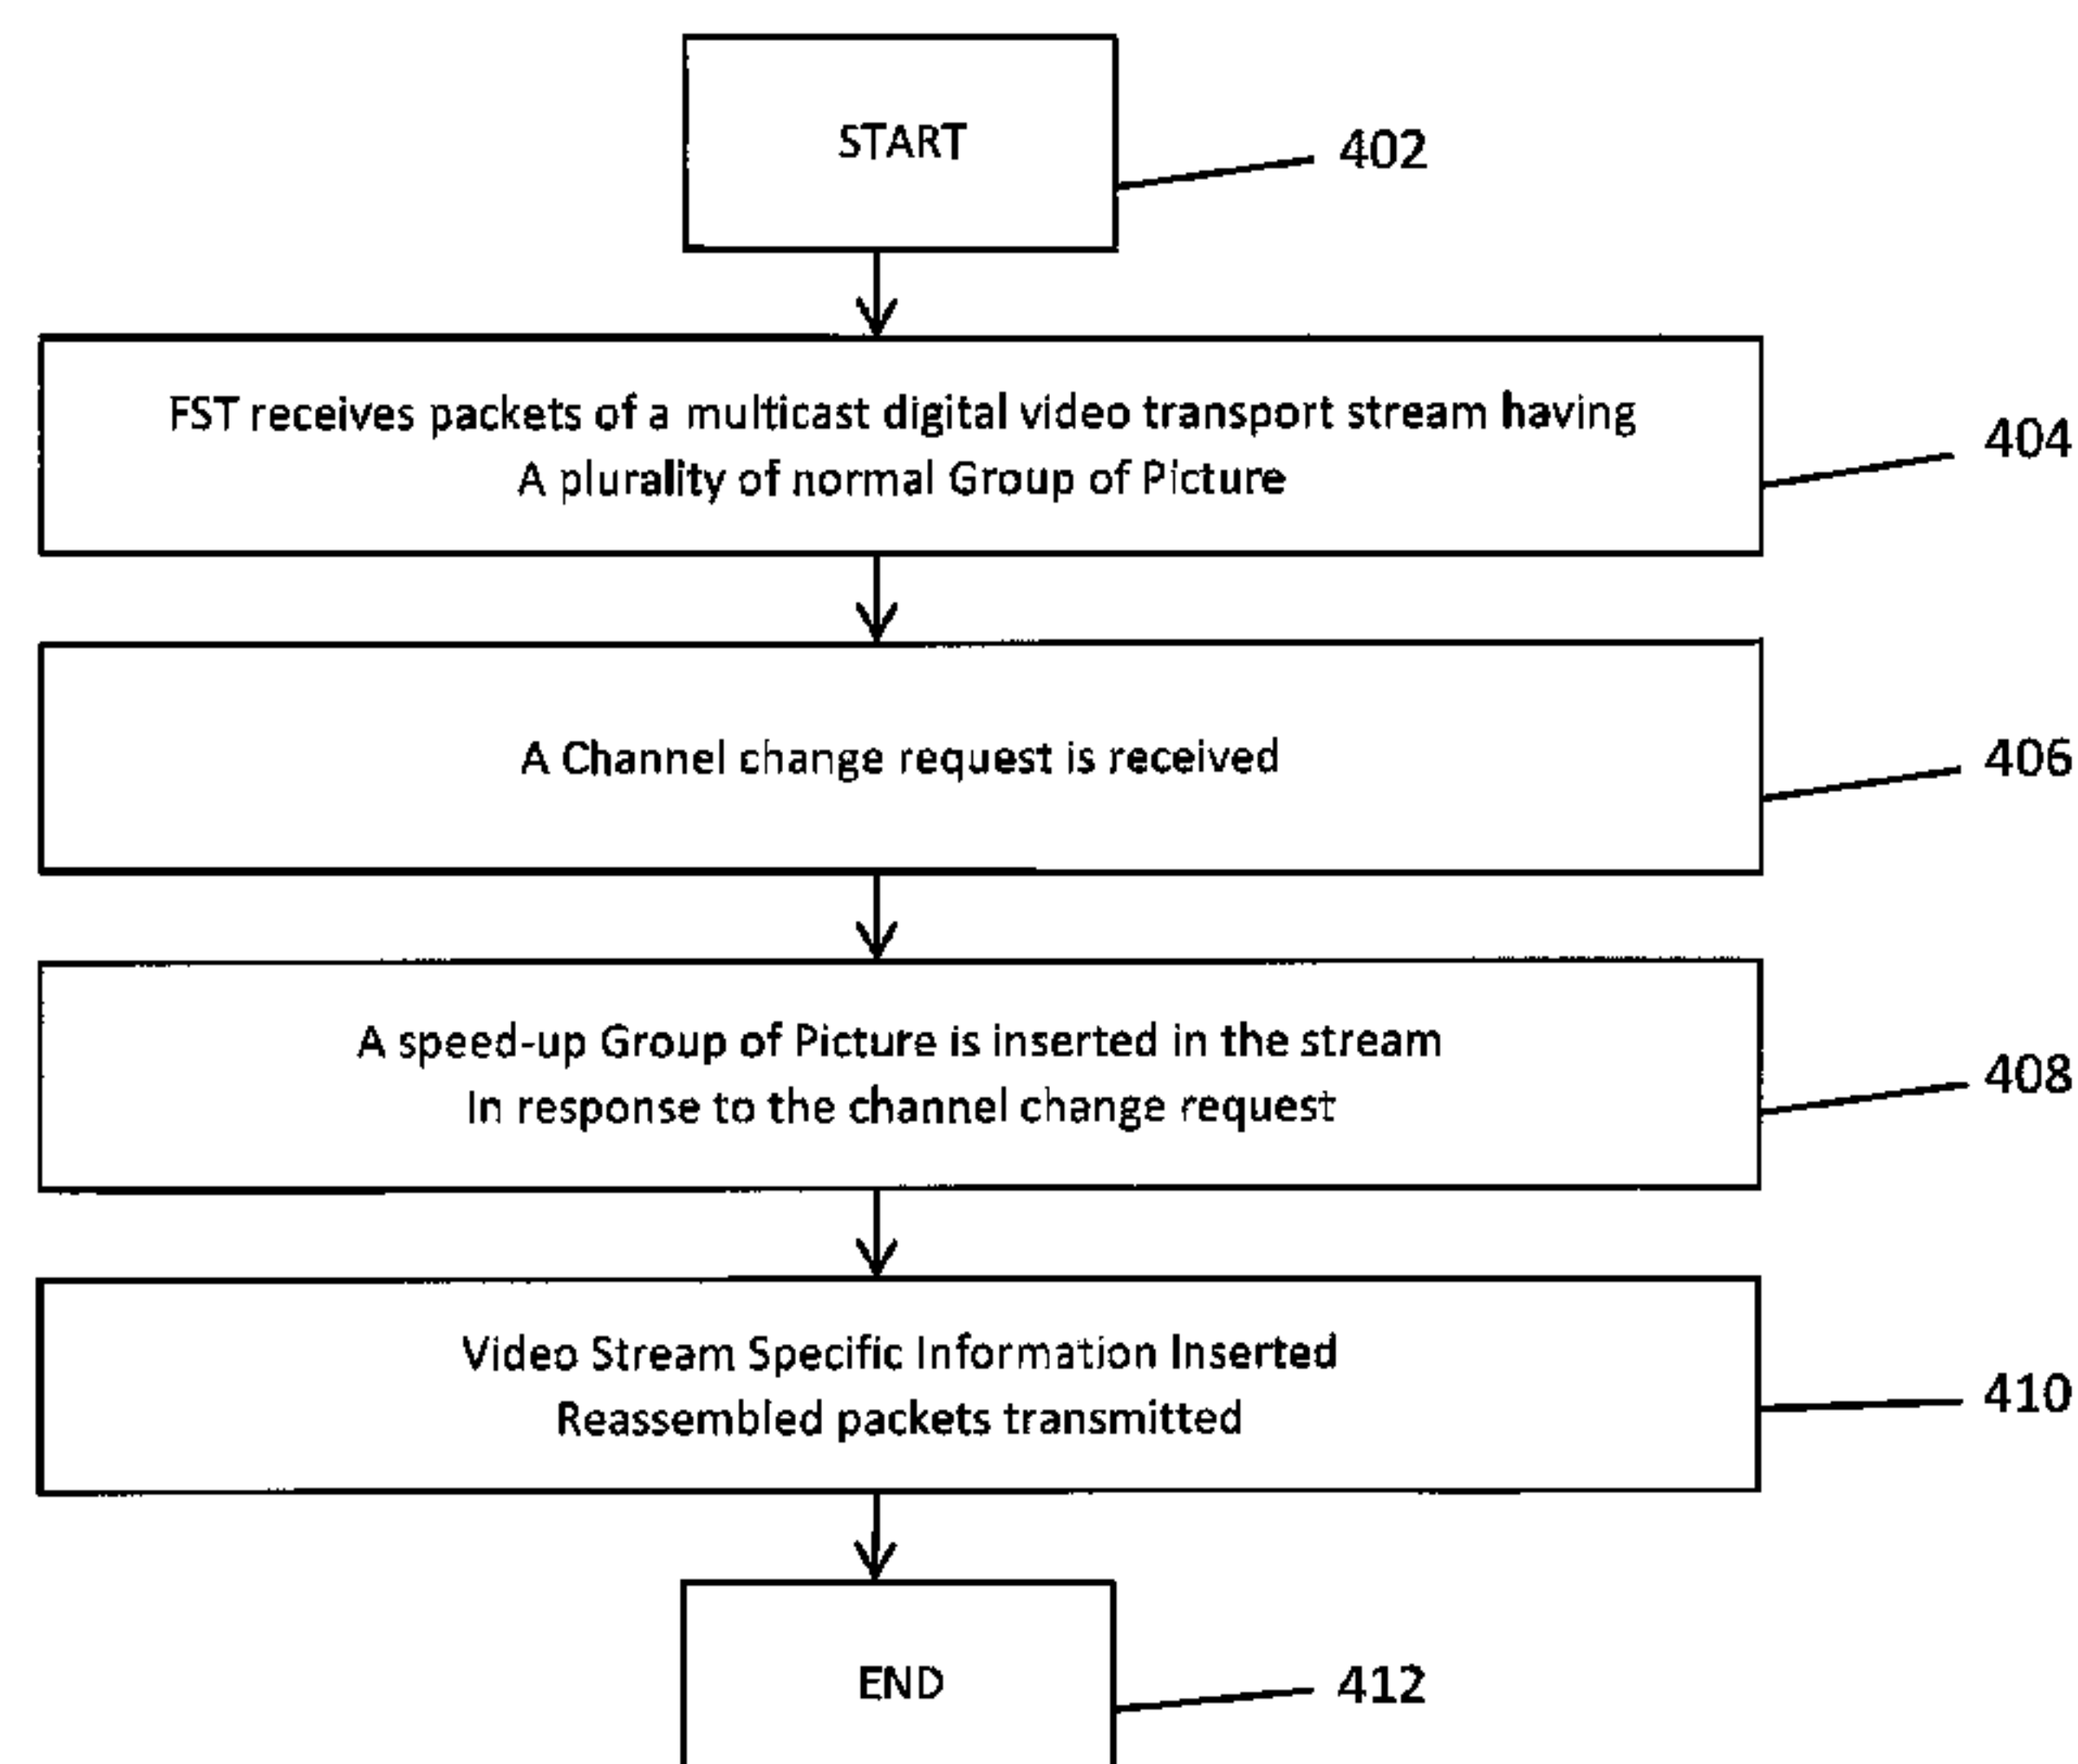 START
402
FST receives packets of a multicast digital video transport stream having
A plurality of normal Group of Picture
404
A Channel change request is received
406
A speed-up Group of Picture is inserted in the stream
In response to the channel change request
408
Video Stream Specific Information Inserted
Reassembled packets transmitted
410
END
412